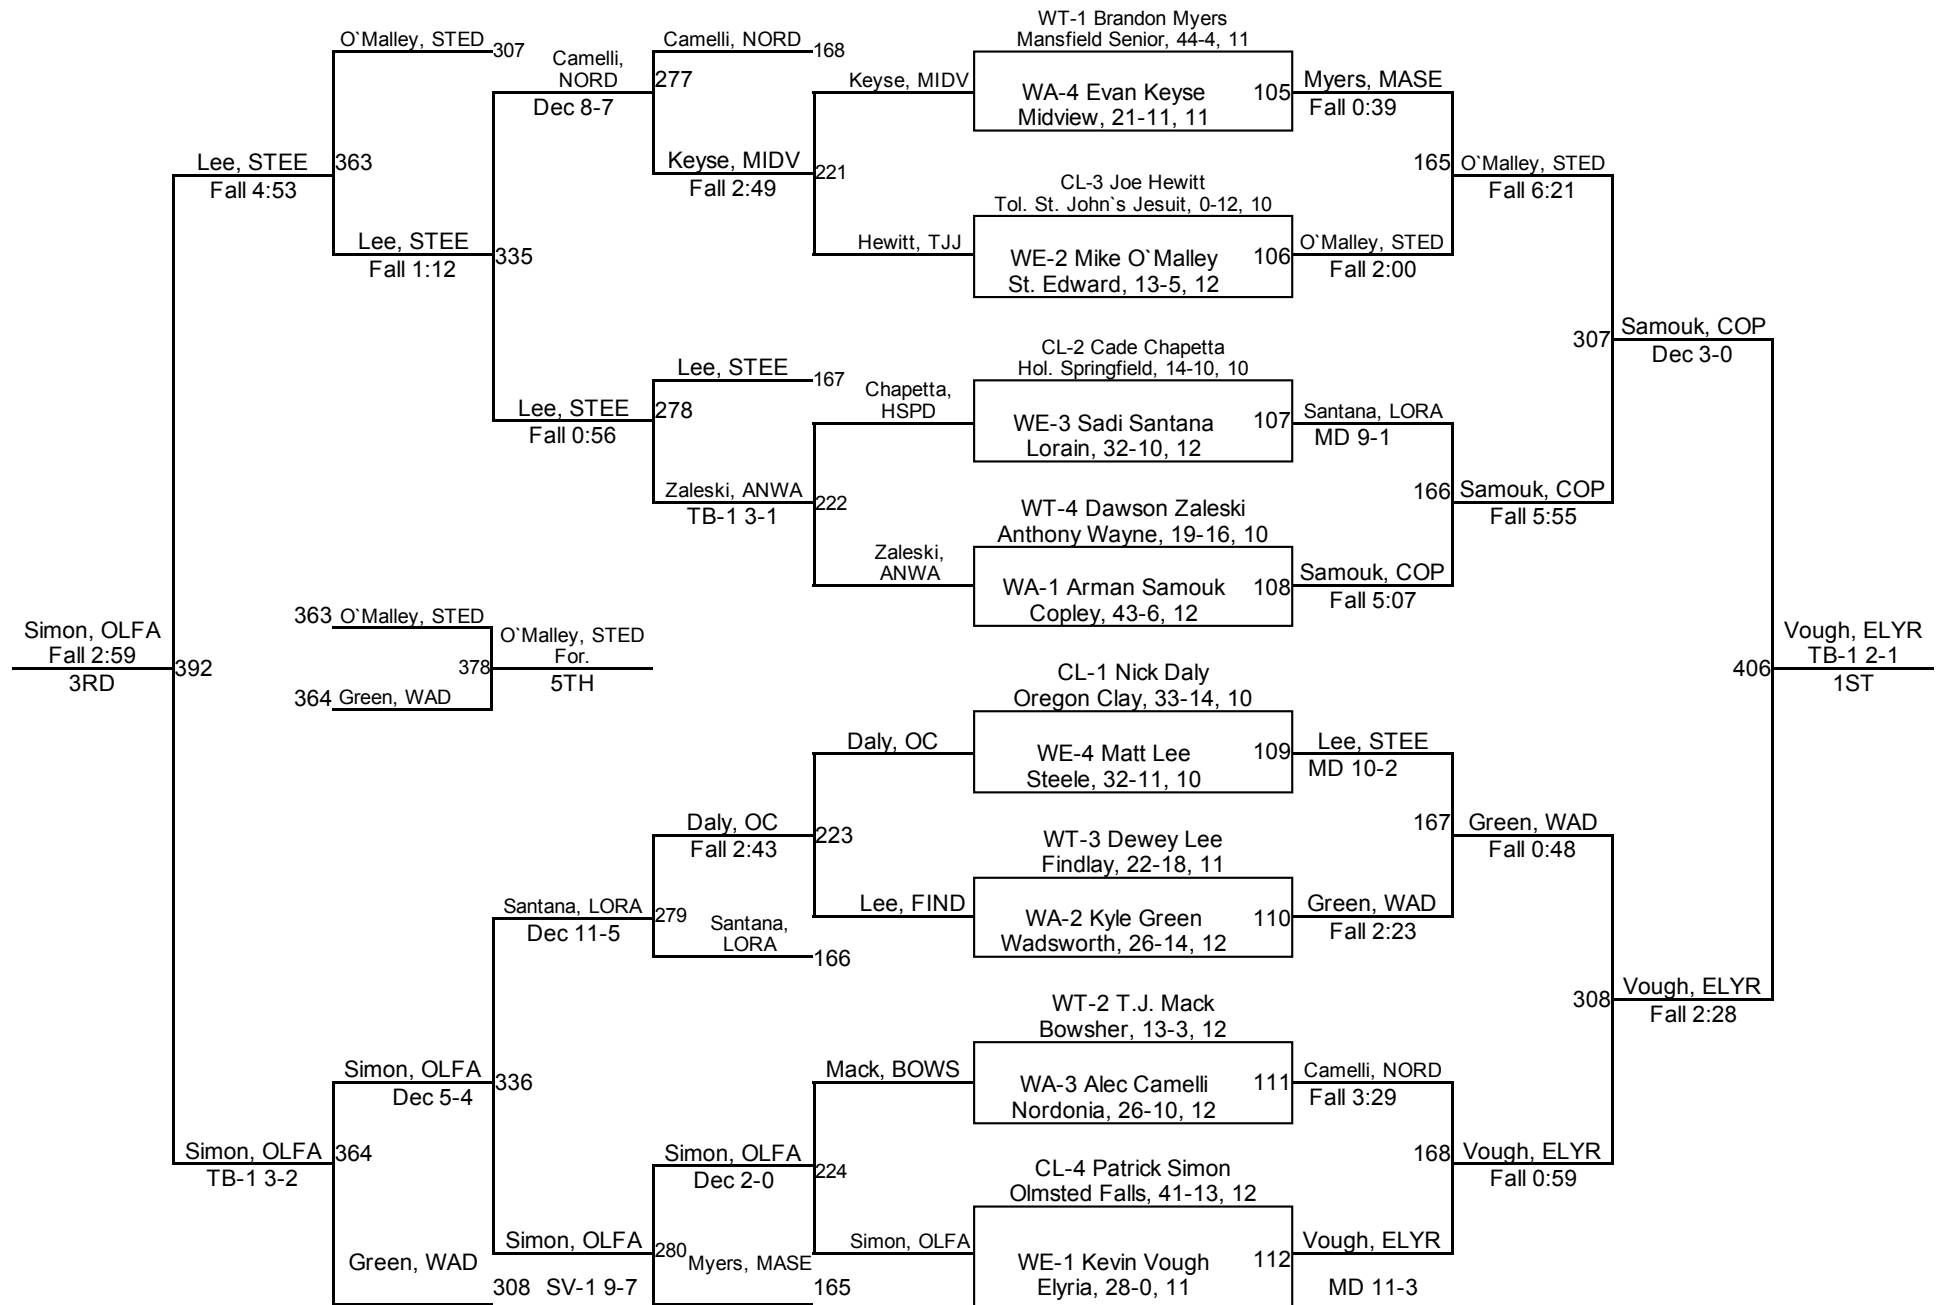 WT-1 Brandon Myers
Mansfield Senior, 44-4, 11
O`Malley, STED
307
Camelli,
NORD
Dec 8-7
Camelli, NORD
168
277
Keyse, MIDV
WA-4 Evan Keyse
Midview, 21-11, 11
105
Myers, MASE
Fall 0:39
Lee, STEE
Fall 4:53
363
Keyse, MIDV
Fall 2:49
221
165
O`Malley, STED
Fall 6:21
CL-3 Joe Hewitt
Tol. St. John`s Jesuit, 0-12, 10
Lee, STEE
Fall 1:12
335
Hewitt, TJJ
WE-2 Mike O`Malley
St. Edward, 13-5, 12
106
O`Malley, STED
Fall 2:00
307
Samouk, COP
Dec 3-0
CL-2 Cade Chapetta
Hol. Springfield, 14-10, 10
Lee, STEE
167
Lee, STEE
Fall 0:56
278
Chapetta,
HSPD
WE-3 Sadi Santana
Lorain, 32-10, 12
107
Santana, LORA
MD 9-1
Zaleski, ANWA
TB-1 3-1
222
166
Samouk, COP
Fall 5:55
WT-4 Dawson Zaleski
Anthony Wayne, 19-16, 10
Zaleski,
ANWA
WA-1 Arman Samouk
Copley, 43-6, 12
108
Samouk, COP
Fall 5:07
363
O`Malley, STED
Simon, OLFA
Fall 2:59
3RD
392
378
O`Malley, STED
For.
5TH
364
Green, WAD
406
Vough, ELYR
TB-1 2-1
1ST
CL-1 Nick Daly
Oregon Clay, 33-14, 10
Daly, OC
WE-4 Matt Lee
Steele, 32-11, 10
109
Lee, STEE
MD 10-2
Daly, OC
Fall 2:43
223
167
Green, WAD
Fall 0:48
WT-3 Dewey Lee
Findlay, 22-18, 11
Santana, LORA
Dec 11-5
279
Santana,
LORA
166
Lee, FIND
WA-2 Kyle Green
Wadsworth, 26-14, 12
110
Green, WAD
Fall 2:23
308
Vough, ELYR
Fall 2:28
WT-2 T.J. Mack
Bowsher, 13-3, 12
Simon, OLFA
Dec 5-4
336
Mack, BOWS
WA-3 Alec Camelli
Nordonia, 26-10, 12
111
Camelli, NORD
Fall 3:29
Simon, OLFA
TB-1 3-2
364
Simon, OLFA
Dec 2-0
224
168
Vough, ELYR
Fall 0:59
CL-4 Patrick Simon
Olmsted Falls, 41-13, 12
Green, WAD
308
Simon, OLFA
SV-1 9-7
280
Myers, MASE
165
Simon, OLFA
WE-1 Kevin Vough
Elyria, 28-0, 11
112
Vough, ELYR
MD 11-3